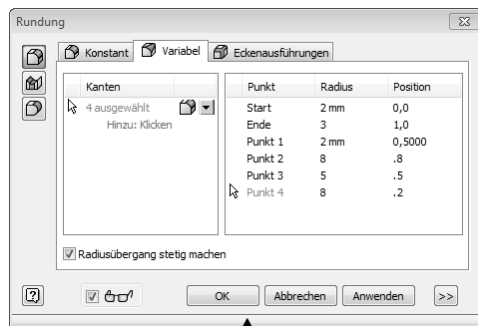 Rundung
Konstant Variabel Eckenausführungen
Kanten
4 ausgewählt
Hinzu: Klicken
Punkt Radius Position
Start 2 mm 0,0
Ende 3 1,0
Punkt 1 2 mm 0,5000
Punkt 2 8 .8
Punkt 3 5 .5
Punkt 4 8 .2
Radiusübergang stetig machen
? OK Abbrechen Anwenden >>